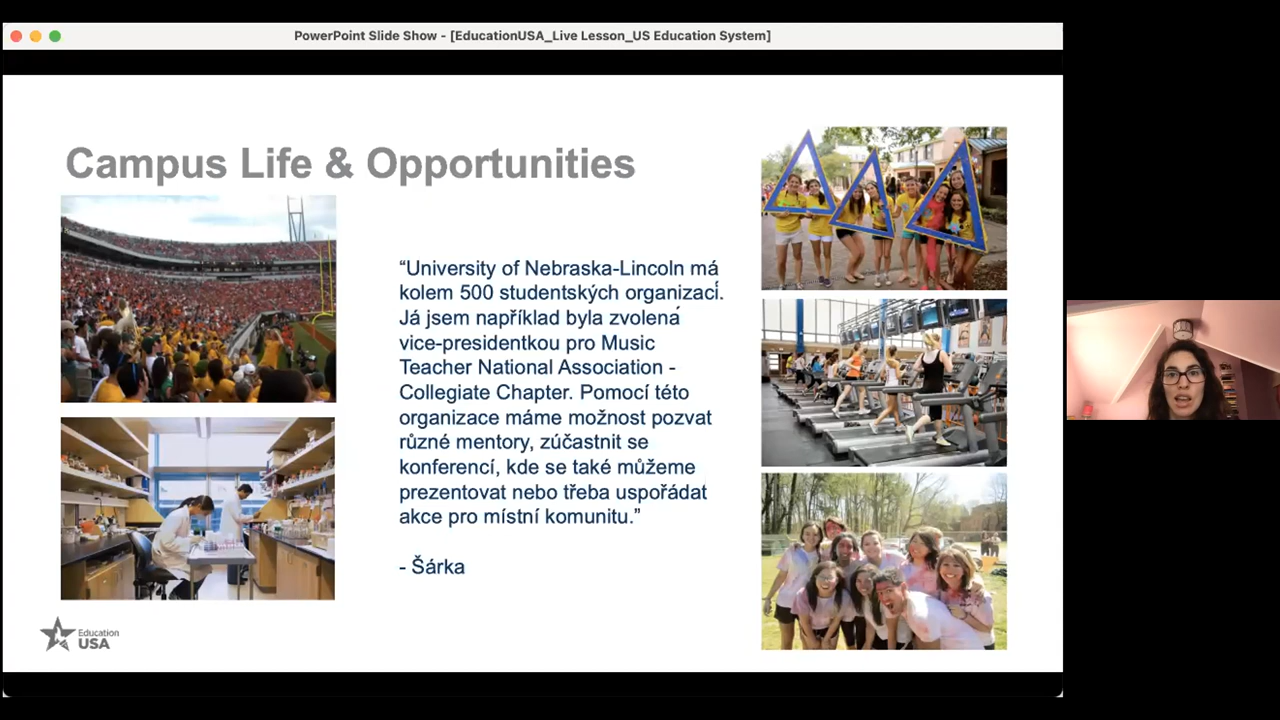 PowerPoint Slide Show - [EducationUSA_Live Lesson_US Education System]
Campus Life & Opportunities
“University of Nebraska-Lincoln má
kolem 500 studentských organizací.
Já jsem například byla zvolená
vice-presidentkou pro Music
Teacher National Association -
Collegiate Chapter. Pomocí této
organizace máme možnost pozvat
různé mentory, zúčastnit se
konferencí, kde se také můžeme
prezentovat nebo třeba uspořádat
akce pro místní komunitu.”
- Šárka
Education
USA